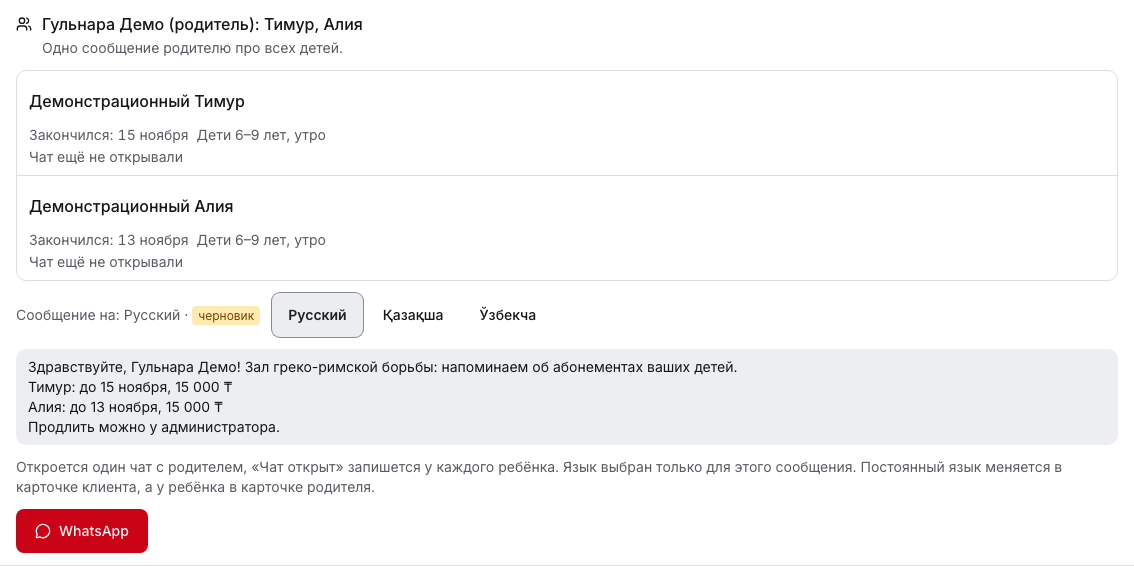 Гульнара Демо (родитель): Тимур, Алия
Одно сообщение родителю про всех детей.
Демонстрационный Тимур
Закончился: 15 ноября Дети 6–9 лет, утро
Чат ещё не открывали
Демонстрационный Алия
Закончился: 13 ноября Дети 6–9 лет, утро
Чат ещё не открывали
Сообщение на: Русский · черновик Русский Қазақша Ўзбекча
Здравствуйте, Гульнара Демо! Зал греко-римской борьбы: напоминаем об абонементах ваших детей.
Тимур: до 15 ноября, 15 000 ₸
Алия: до 13 ноября, 15 000 ₸
Продлить можно у администратора.
Откроется один чат с родителем, «Чат открыт» запишется у каждого ребёнка. Язык выбран только для этого сообщения. Постоянный язык меняется в
карточке клиента, а у ребёнка в карточке родителя.
WhatsApp